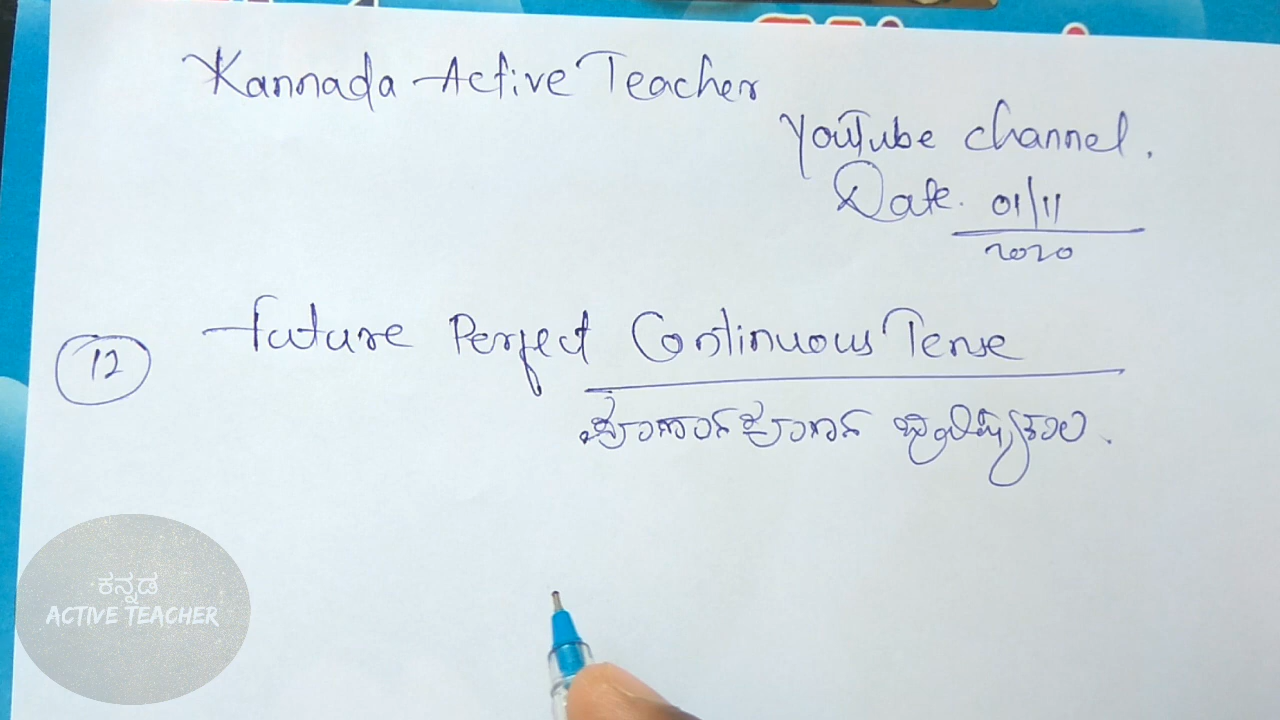 Kannada Active Teacher
YouTube channel.
Date. 01/11
2020
12
Future Perfect Continuous Tense
ಪೂರ್ಣಾಪೂರ್ಣ ಭವಿಷ್ಯತ್ಕಾಲ.
ಕನ್ನಡ
ACTIVE TEACHER